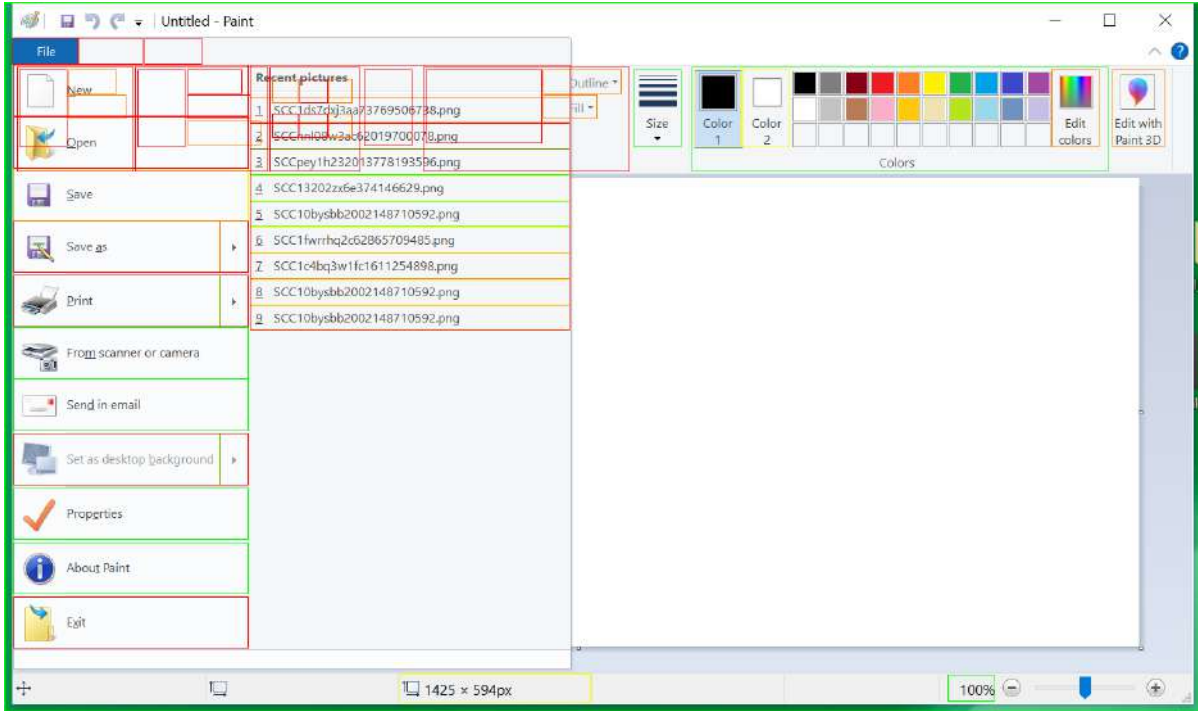 Untitled - Paint
File
New
Open
Save
Save as
Print
From scanner or camera
Send in email
Set as desktop background
Properties
About Paint
Exit
Recent pictures
1 SCC1ds7dxj3aa73769506738.png
2
3 SCCpey1h232013778193596.png
4 SCC13202zx6e374146629.png
5 SCC10bysbb2002148710592.png
6 SCC1fwrrhq2c62865709485.png
7 SCC1c4bq3w1fc1611254898.png
8 SCC10bysbb2002148710592.png
9 SCC10bysbb2002148710592.png
Outline
Fill
Size
Color 1
Color 2
Edit colors
Edit with Paint 3D
Colors
1425 × 594px
100%